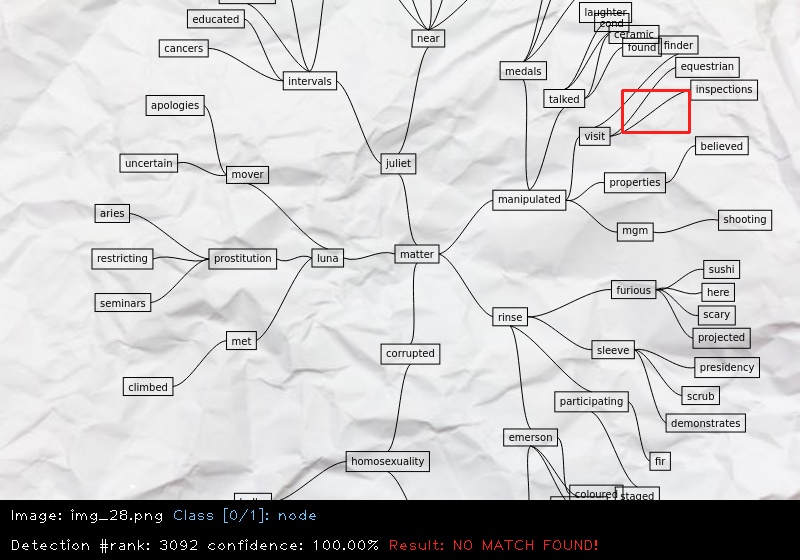 laughter
cond
educated
ceramic
near
finder
found
cancers
equestrian
medals
intervals
inspections
talked
apologies
visit
believed
uncertain
juliet
mover
properties
manipulated
aries
shooting
mgm
matter
restricting
prostitution
luna
sushi
furious
here
seminars
scary
rinse
projected
met
sleeve
corrupted
presidency
climbed
scrub
participating
demonstrates
emerson
homosexuality
fir
coloured
staged
Image: img_28.png Class [0/1]: node
Detection #rank: 3092 confidence: 100.00% Result: NO MATCH FOUND!